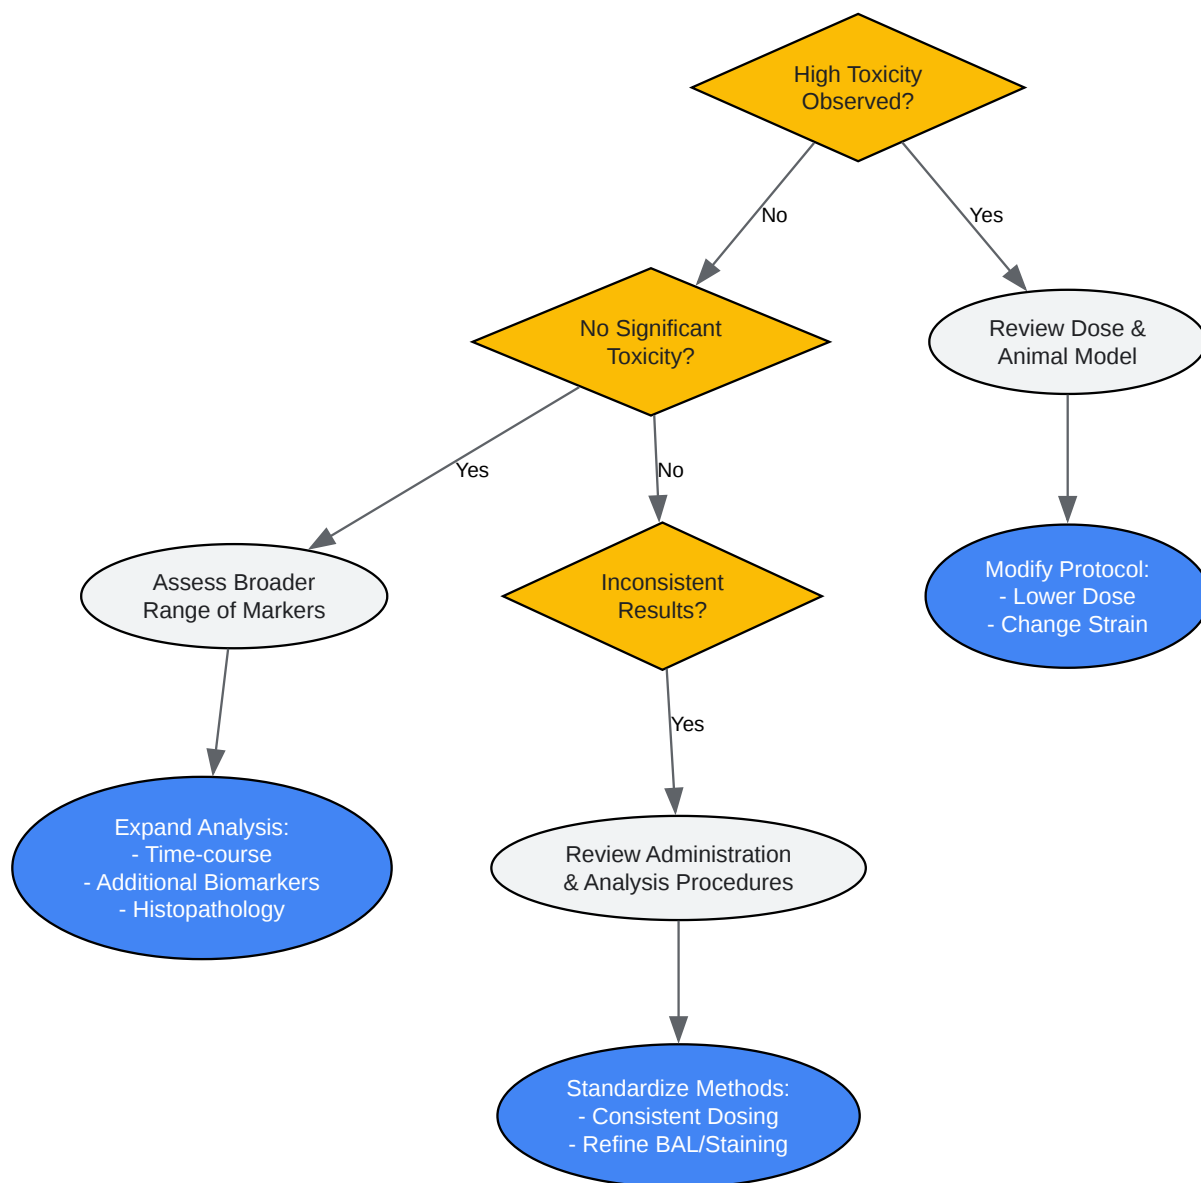 High Toxicity
Observed?
No
Yes
No Significant
Toxicity?
Review Dose &
Animal Model
Yes
No
Assess Broader
Range of Markers
Inconsistent
Results?
Modify Protocol:
- Lower Dose
- Change Strain
Yes
Expand Analysis:
- Time-course
- Additional Biomarkers
- Histopathology
Review Administration
& Analysis Procedures
Standardize Methods:
- Consistent Dosing
- Refine BAL/Staining